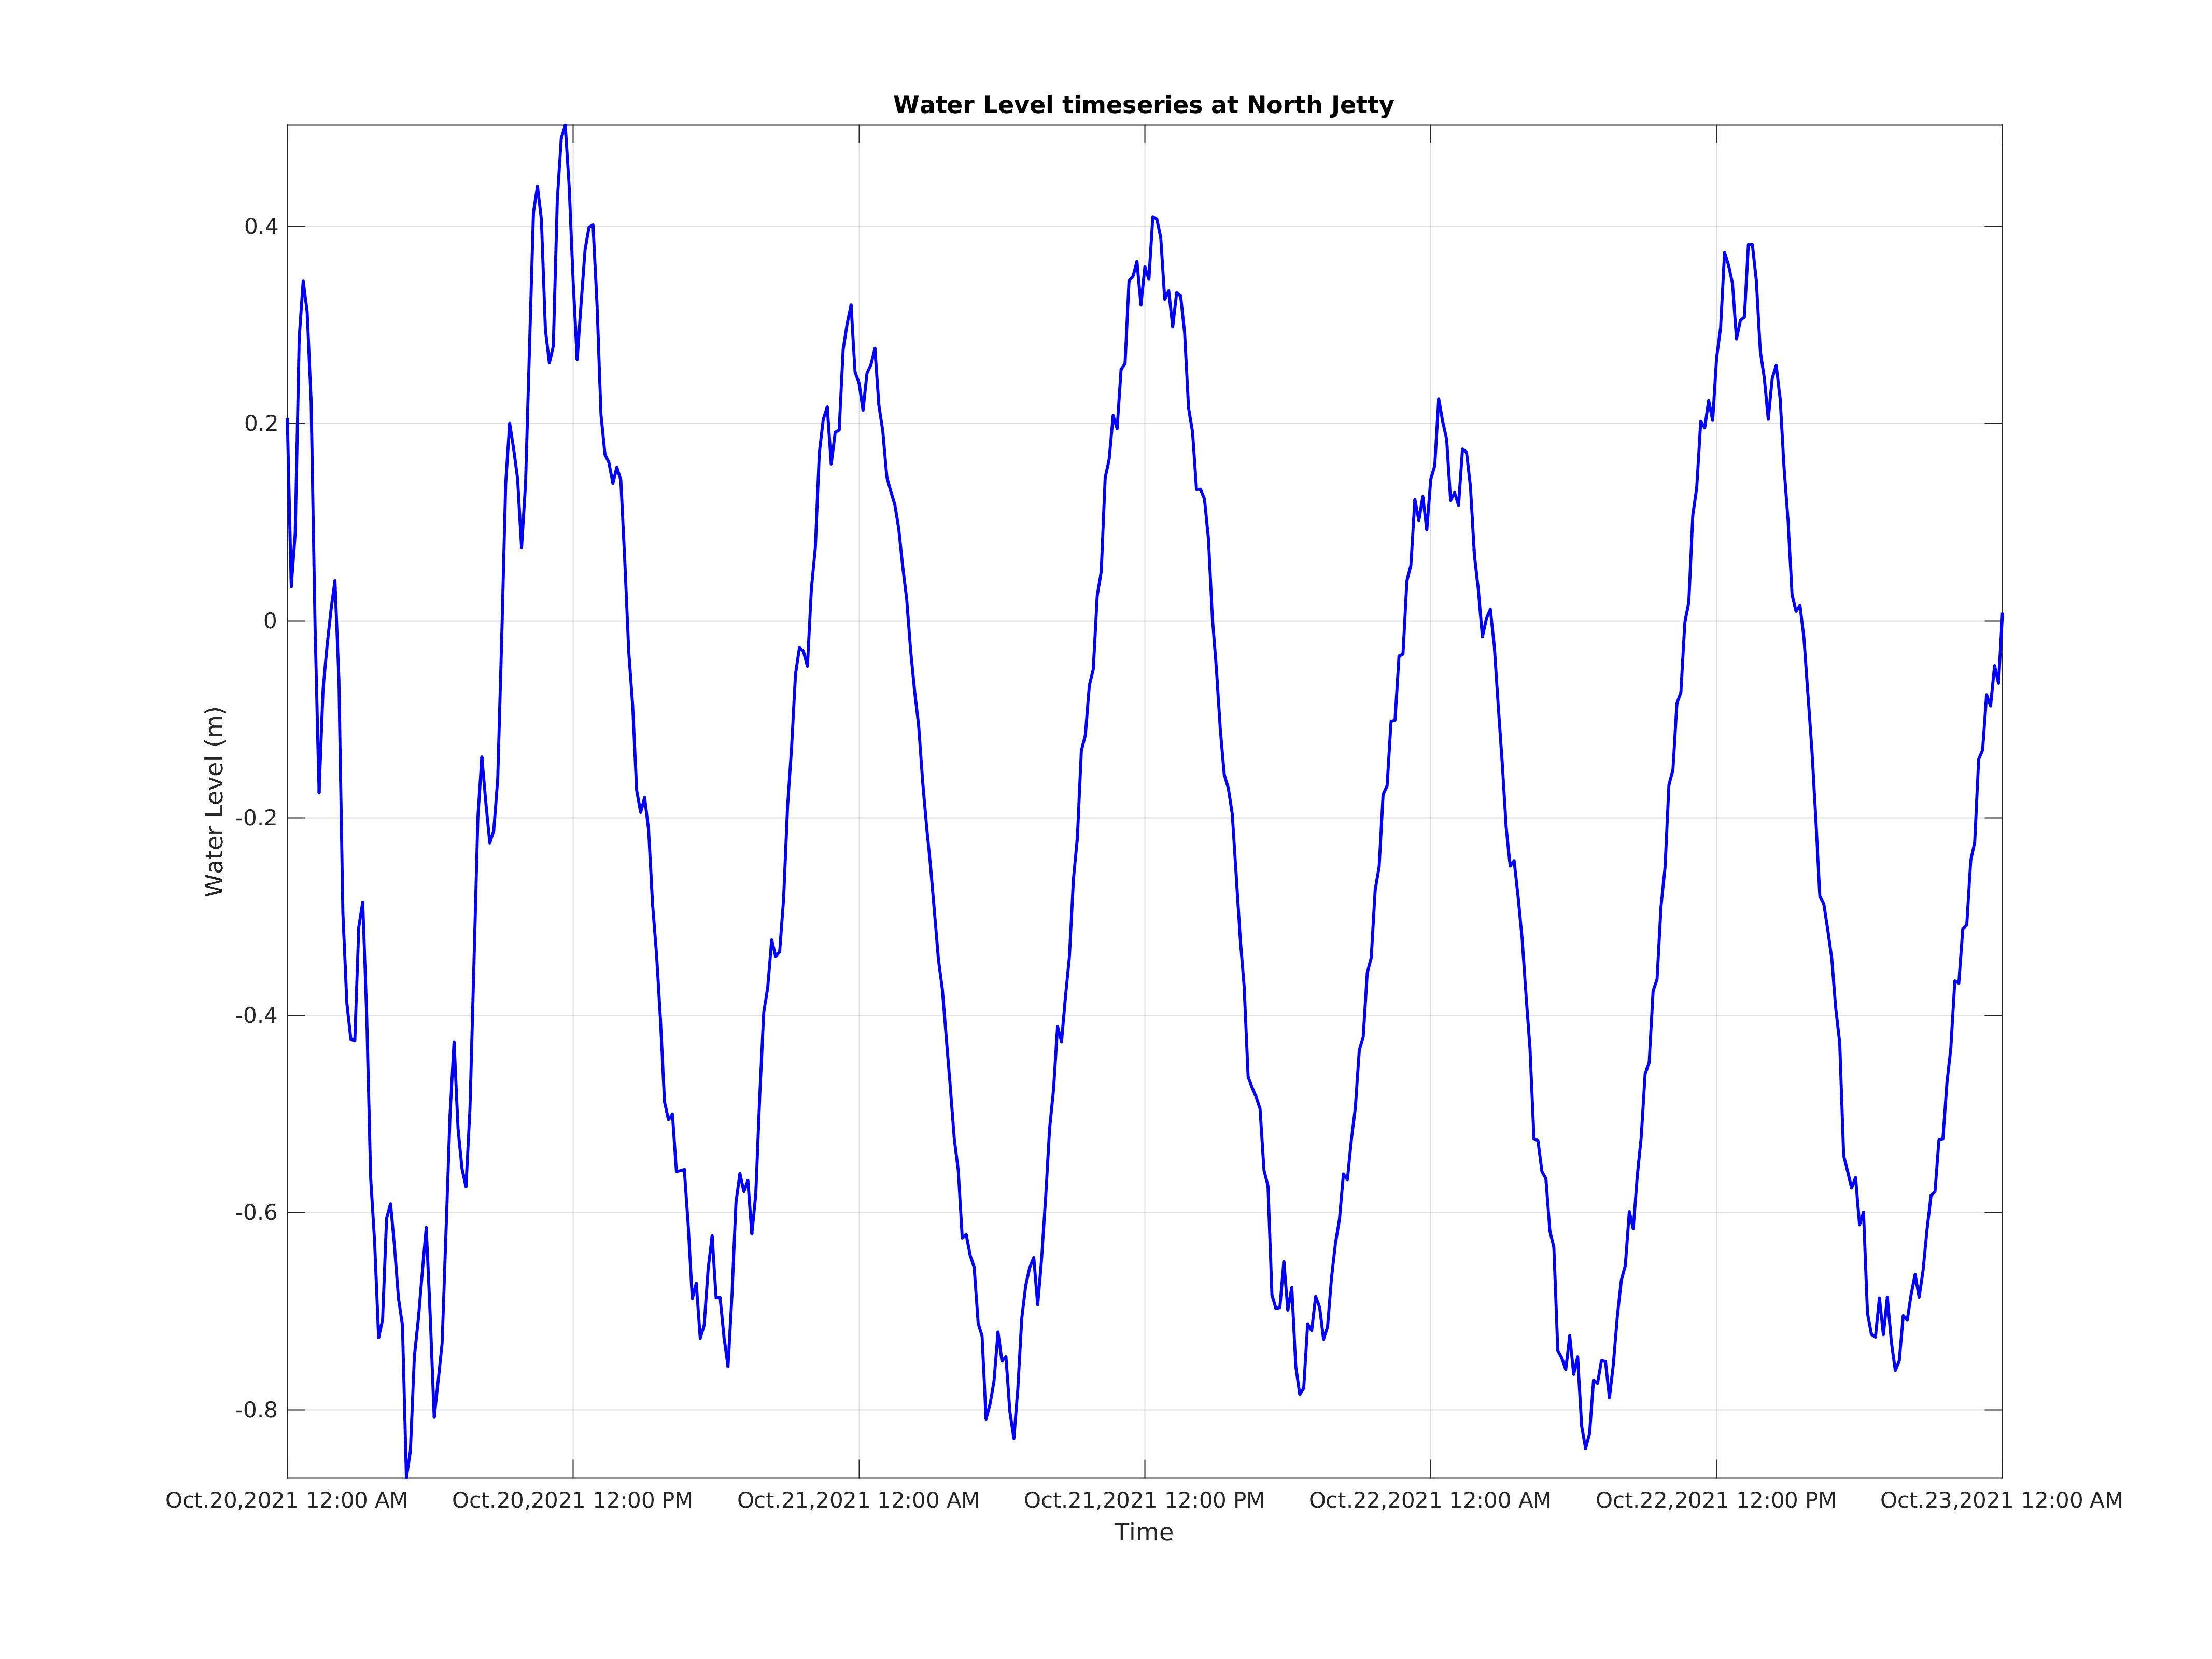 Water Level timeseries at North Jetty
0.4
0.2
0
-0.2
-0.4
-0.6
-0.8
Water Level (m)
Oct.20,2021 12:00 AM Oct.20,2021 12:00 PM Oct.21,2021 12:00 AM Oct.21,2021 12:00 PM Oct.22,2021 12:00 AM Oct.22,2021 12:00 PM Oct.23,2021 12:00 AM
Time